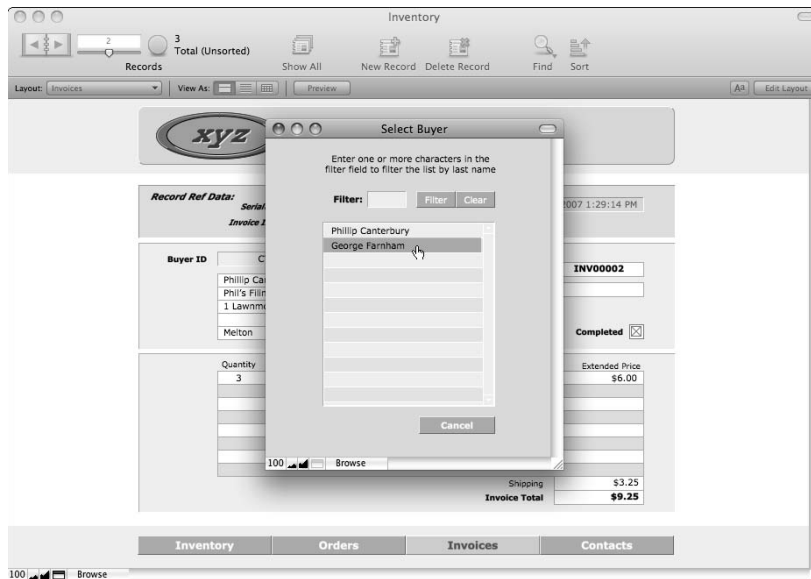 Inventory
2
3
Total (Unsorted)
Records
Show All
New Record
Delete Record
Find
Sort
Layout: Invoices
View As:
Preview
Aa
Edit Layout
xyz
Select Buyer
Enter one or more characters in the
filter field to filter the list by last name
Filter:
Filter
Clear
Phillip Canterbury
George Farnham
Cancel
100
Browse
Record Ref Data:
Serial
Invoice
2007 1:29:14 PM
Buyer ID
C
INV00002
Phillip Ca
Phil's Filin
1 Lawnm
Melton
Completed
Quantity
Extended Price
3
$6.00
Shipping
$3.25
Invoice Total
$9.25
Inventory
Orders
Invoices
Contacts
100
Browse